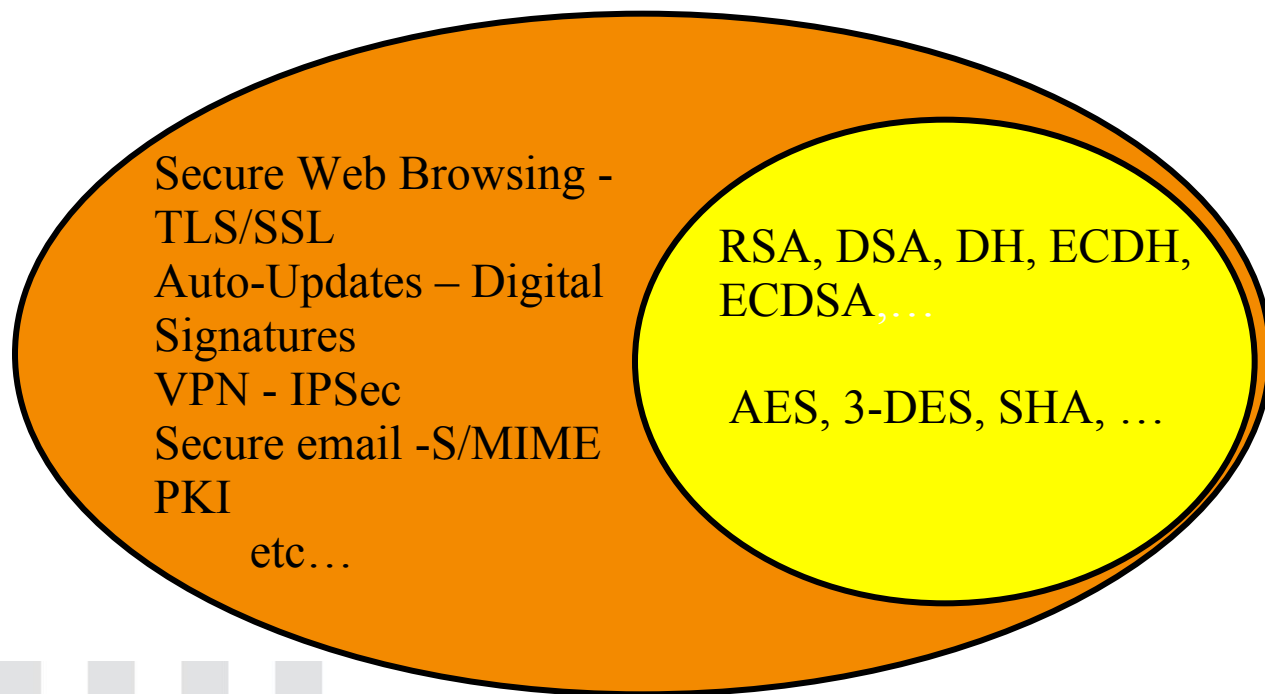 Secure Web Browsing -
TLS/SSL
Auto-Updates – Digital
Signatures
VPN - IPSec
Secure email -S/MIME
PKI
etc…
RSA, DSA, DH, ECDH,
ECDSA,…
AES, 3-DES, SHA, …